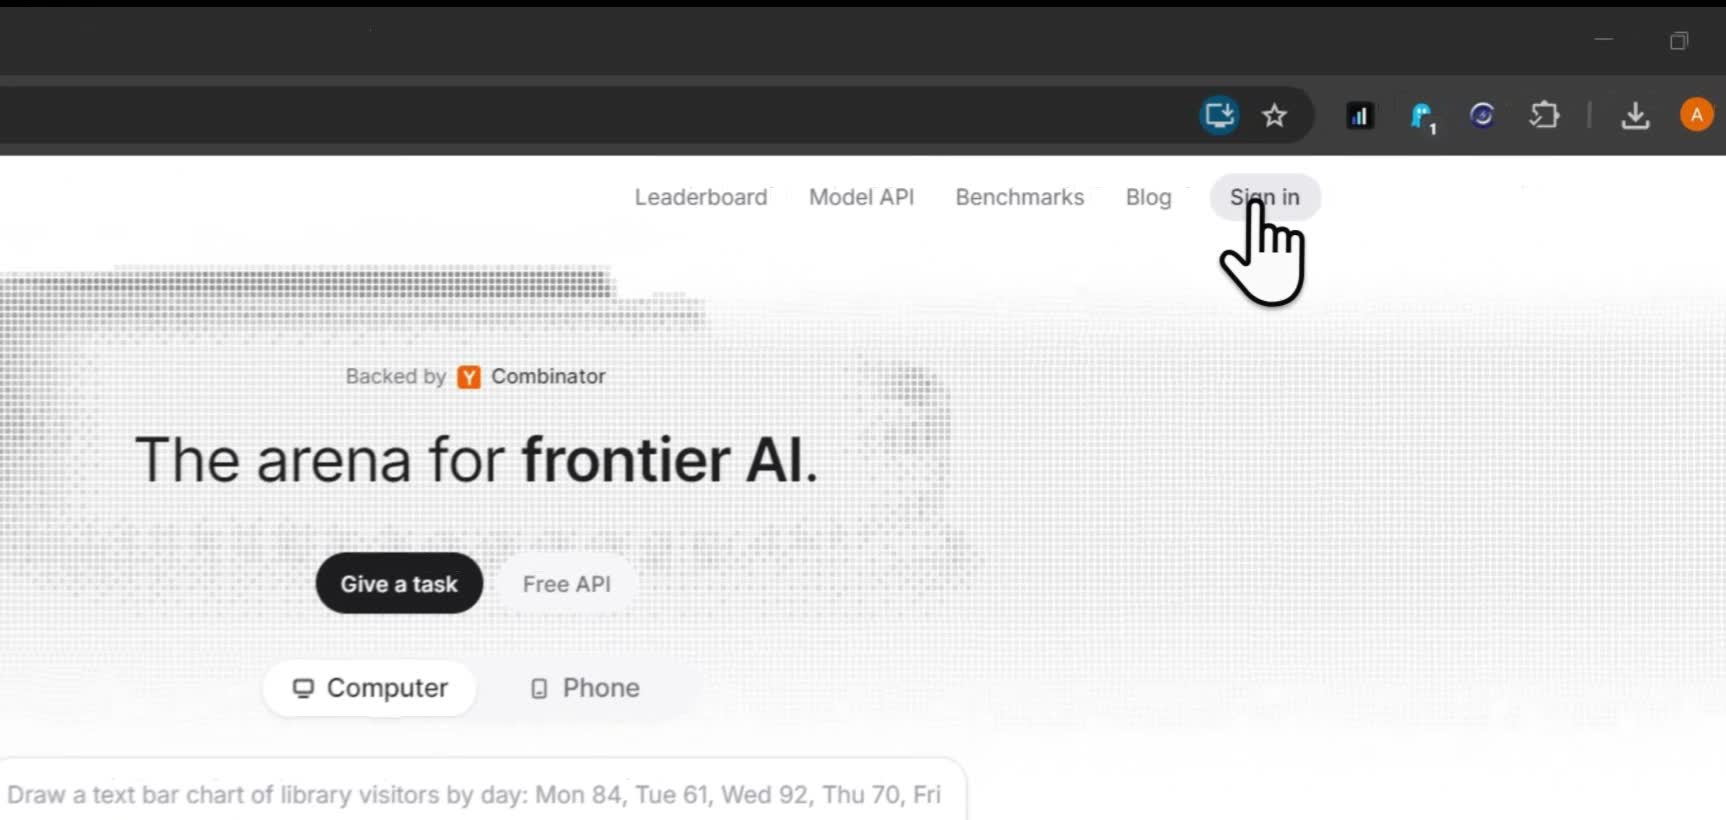 1
A
Leaderboard Model API Benchmarks Blog Sign in
Backed by Y Combinator
The arena for frontier AI.
Give a task Free API
Computer Phone
Draw a text bar chart of library visitors by day: Mon 84, Tue 61, Wed 92, Thu 70, Fri